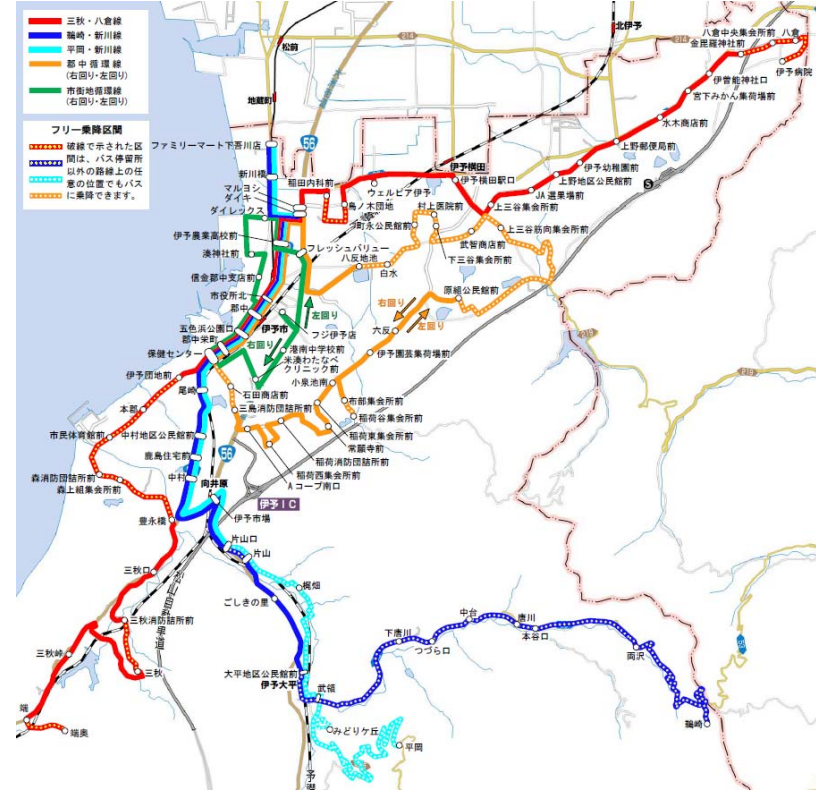 三秋・八倉線
鵜崎・新川線
平岡・新川線
郡中循環線
(右回り・左回り)
市街地循環線
(右回り・左回り)
フリー乗降区間
破線で示された区
間は、バス停留所
以外の路線上の任
意の位置でもバス
に乗降できます。
松前
地蔵町
北伊予
214
214
56
八倉中央集会所前
八倉
金毘羅神社前
伊予病院
伊曽能神社口
宮下みかん集荷場前
水木商店前
上野郵便局前
伊予幼稚園前
上野地区公民館前
JA選果場前
上三谷集会所前
伊予横田
伊予横田駅口
ウェルピア伊予
鳥ノ木団地
稲田内科前
ファミリーマート下吾川店
新川橋
マルヨシ
ダイキ
ダイレックス
伊予農業高校前
湊神社前
信金郡中支店前
市役所北
郡中
五色浜公園口
郡中栄町
保健センター
伊予市
フレッシュバリュー
八反地池
白水
町永公民館前
村上医院前
武智商店前
下三谷集会所前
上三谷筋向集会所前
原組公民館前
右回り
左回り
左回り
右回り
六反
フジ伊予店
港南中学校前
米湊わたなべ
クリニック前
伊予園芸集荷場前
小泉池南
石田商店前
三島消防団詰所前
布部集会所前
稲荷谷集会所前
稲荷東集会所前
常願寺前
稲荷消防団詰所前
稲荷西集会所前
Aコープ南口
伊予IC
伊予団地前
尾崎
本郡
市民体育館前
中村地区公民館前
鹿島住宅前
中村
森消防団詰所前
森上組集会所前
56
向井原
伊予市場
豊永橋
三秋口
三秋消防詰所前
三秋峠
三秋
端
端奥
片山口
片山
梶畑
ごしきの里
大平地区公民館前
伊予大平
武領
みどりケ丘
平岡
下唐川
つづら口
中台
唐川
本谷口
両沢
鵜崎
219
219
S